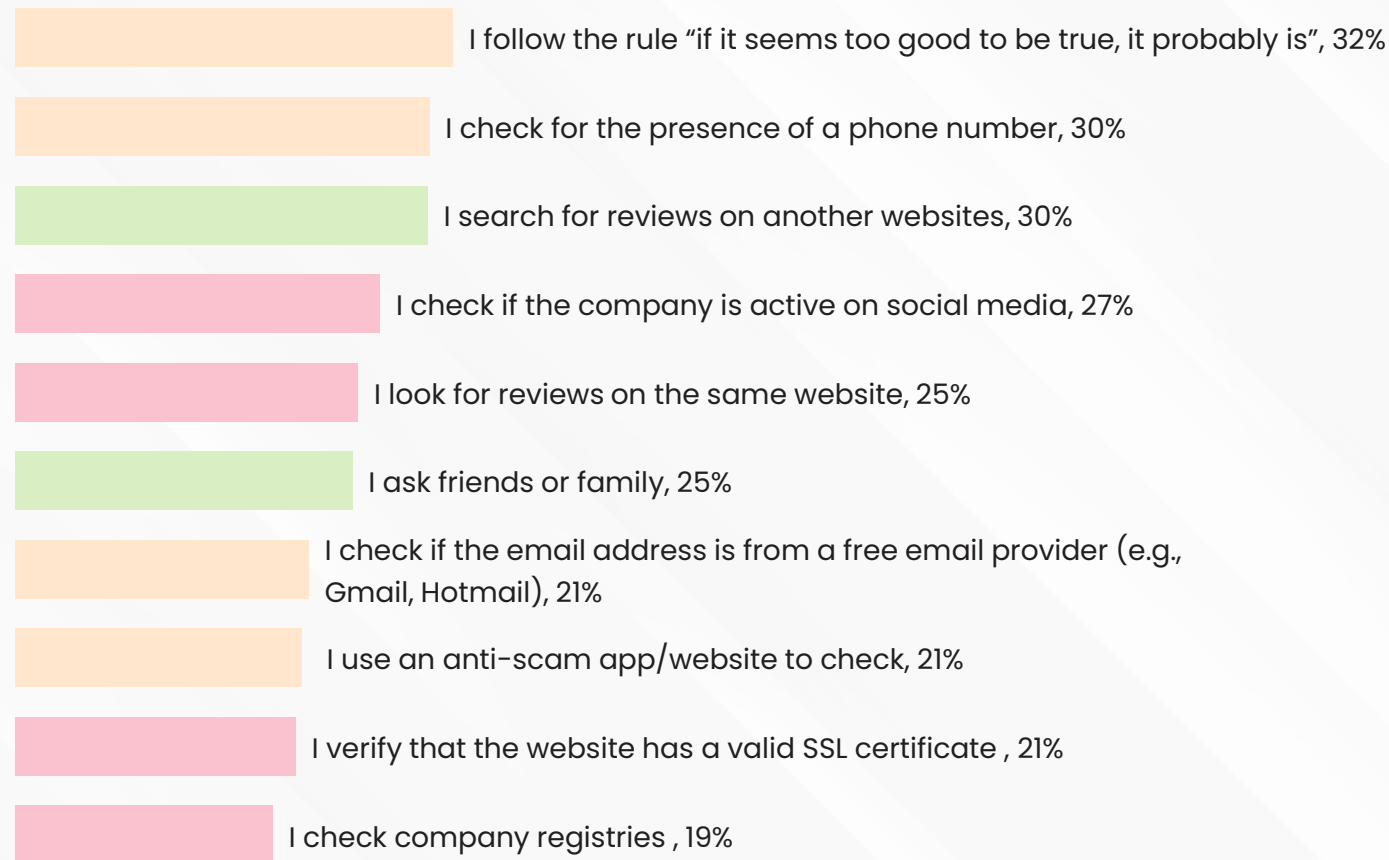 I follow the rule “if it seems too good to be true, it probably is”, 32%
I check for the presence of a phone number, 30%
I search for reviews on another websites, 30%
I check if the company is active on social media, 27%
I look for reviews on the same website, 25%
I ask friends or family, 25%
I check if the email address is from a free email provider (e.g.,
Gmail, Hotmail), 21%
I use an anti-scam app/website to check, 21%
I verify that the website has a valid SSL certificate , 21%
I check company registries , 19%